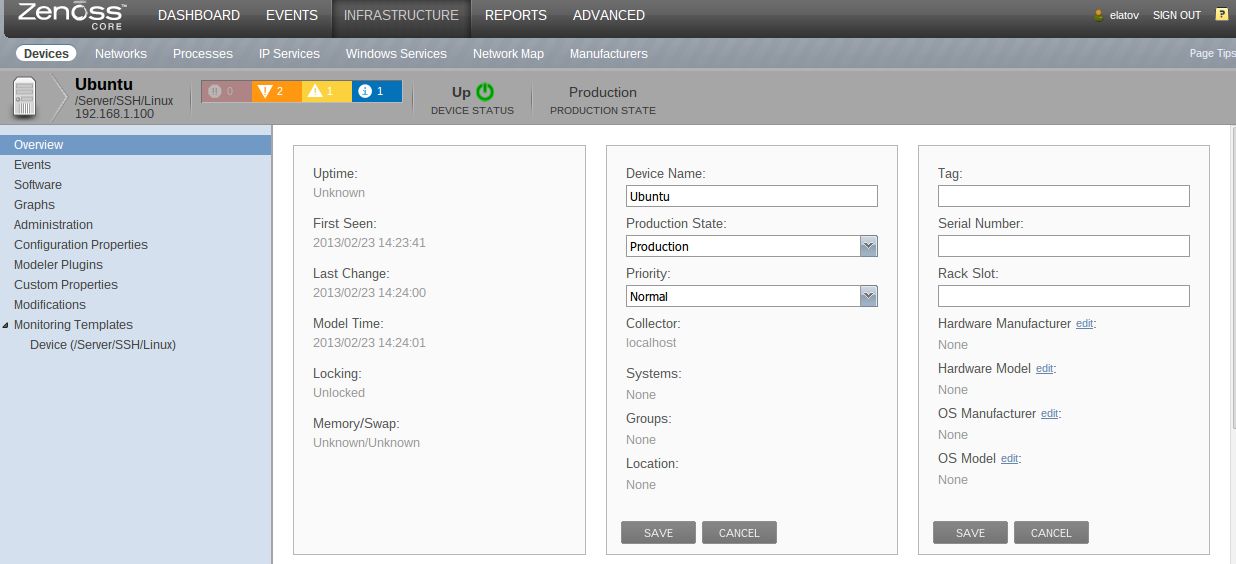 Zenoss™
CORE
DASHBOARD EVENTS INFRASTRUCTURE REPORTS ADVANCED
elatov SIGN OUT ?
Devices Networks Processes IP Services Windows Services Network Map Manufacturers
Page Tips
Ubuntu
/Server/SSH/Linux
192.168.1.100
0 2 1 1
Up
DEVICE STATUS
Production
PRODUCTION STATE
Overview
Events
Software
Graphs
Administration
Configuration Properties
Modeler Plugins
Custom Properties
Modifications
Monitoring Templates
Device (/Server/SSH/Linux)
Uptime:
Unknown
First Seen:
2013/02/23 14:23:41
Last Change:
2013/02/23 14:24:00
Model Time:
2013/02/23 14:24:01
Locking:
Unlocked
Memory/Swap:
Unknown/Unknown
Device Name:
Ubuntu
Production State:
Production
Priority:
Normal
Collector:
localhost
Systems:
None
Groups:
None
Location:
None
SAVE CANCEL
Tag:
Serial Number:
Rack Slot:
Hardware Manufacturer edit:
None
Hardware Model edit:
None
OS Manufacturer edit:
None
OS Model edit:
None
SAVE CANCEL